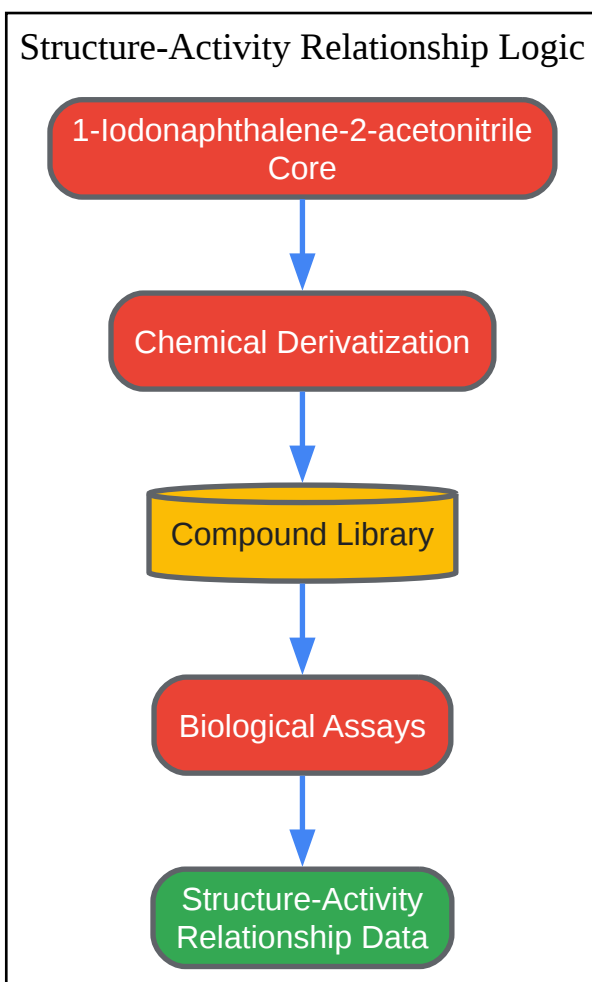 Structure-Activity Relationship Logic
1-Iodonaphthalene-2-acetonitrile
Core
Chemical Derivatization
Compound Library
Biological Assays
Structure-Activity
Relationship Data